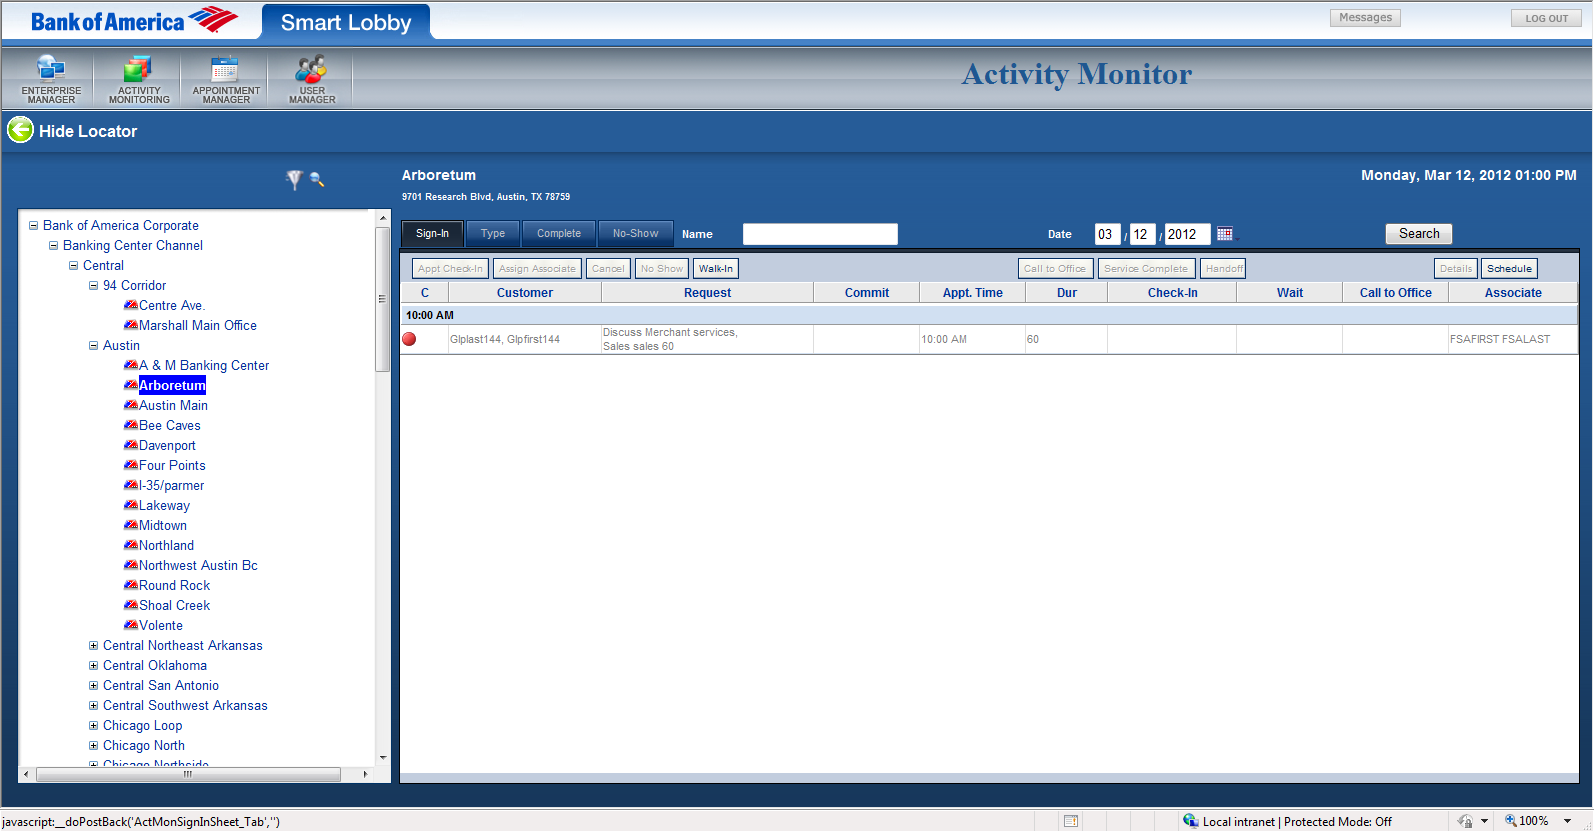 Bank of America
Smart Lobby
Messages
LOG OUT
ENTERPRISE MANAGER
ACTIVITY MONITORING
APPOINTMENT MANAGER
USER MANAGER
Activity Monitor
Hide Locator
Arboretum
Monday, Mar 12, 2012 01:00 PM
9701 Research Blvd, Austin, TX 78759
Sign-In Type Complete No-Show Name Date 03 / 12 / 2012 Search
Appt Check-In Assign Associate Cancel No Show Walk-In Call to Office Service Complete Handoff Details Schedule
C Customer Request Commit Appt. Time Dur Check-In Wait Call to Office Associate
10:00 AM
Glplast144, Glpfirst144 Discuss Merchant services, 10:00 AM 60 FSAFIRST FSALAST
Sales sales 60
Bank of America Corporate
Banking Center Channel
Central
94 Corridor
Centre Ave.
Marshall Main Office
Austin
A & M Banking Center
Arboretum
Austin Main
Bee Caves
Davenport
Four Points
I-35/parmer
Lakeway
Midtown
Northland
Northwest Austin Bc
Round Rock
Shoal Creek
Volente
Central Northeast Arkansas
Central Oklahoma
Central San Antonio
Central Southwest Arkansas
Chicago Loop
Chicago North
Chicago Northside
javascript:__doPostBack('ActMonSignInSheet_Tab','')
Local intranet | Protected Mode: Off
100%